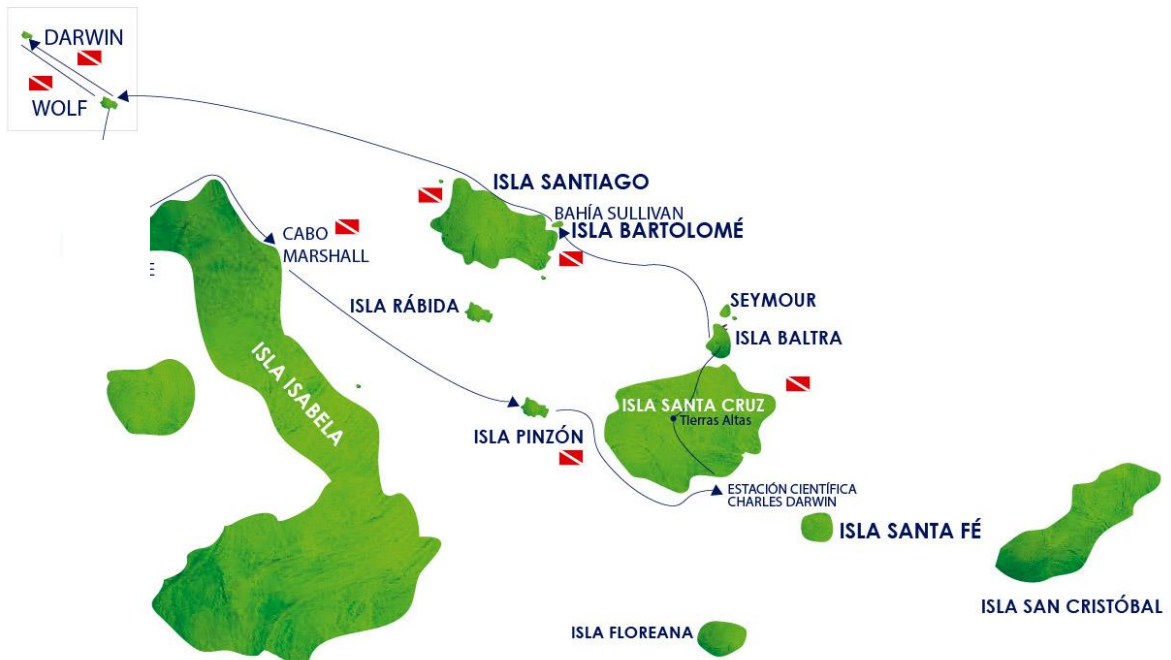 DARWIN
WOLF
ISLA SANTIAGO
BAHÍA SULLIVAN
ISLA BARTOLOMÉ
CABO
MARSHALL
E
ISLA RÁBIDA
SEYMOUR
ISLA BALTRA
ISLA ISABELA
ISLA SANTA CRUZ
Tierras Altas
ISLA PINZÓN
ESTACIÓN CIENTÍFICA
CHARLES DARWIN
ISLA SANTA FÉ
ISLA SAN CRISTÓBAL
ISLA FLOREANA